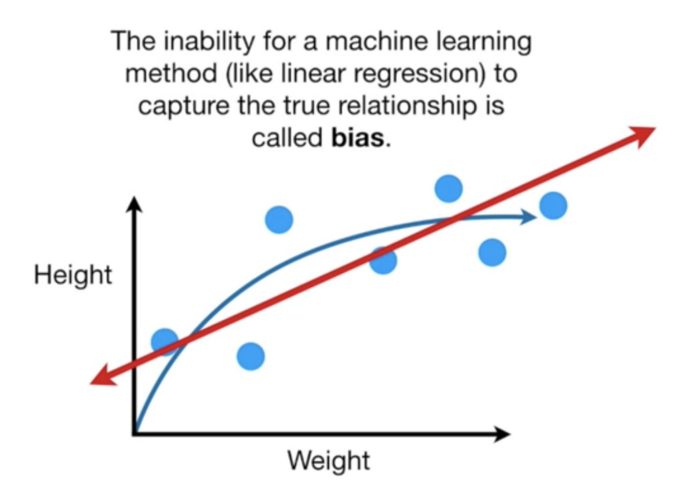 The inability for a machine learning
method (like linear regression) to
capture the true relationship is
called bias.
Height
Weight